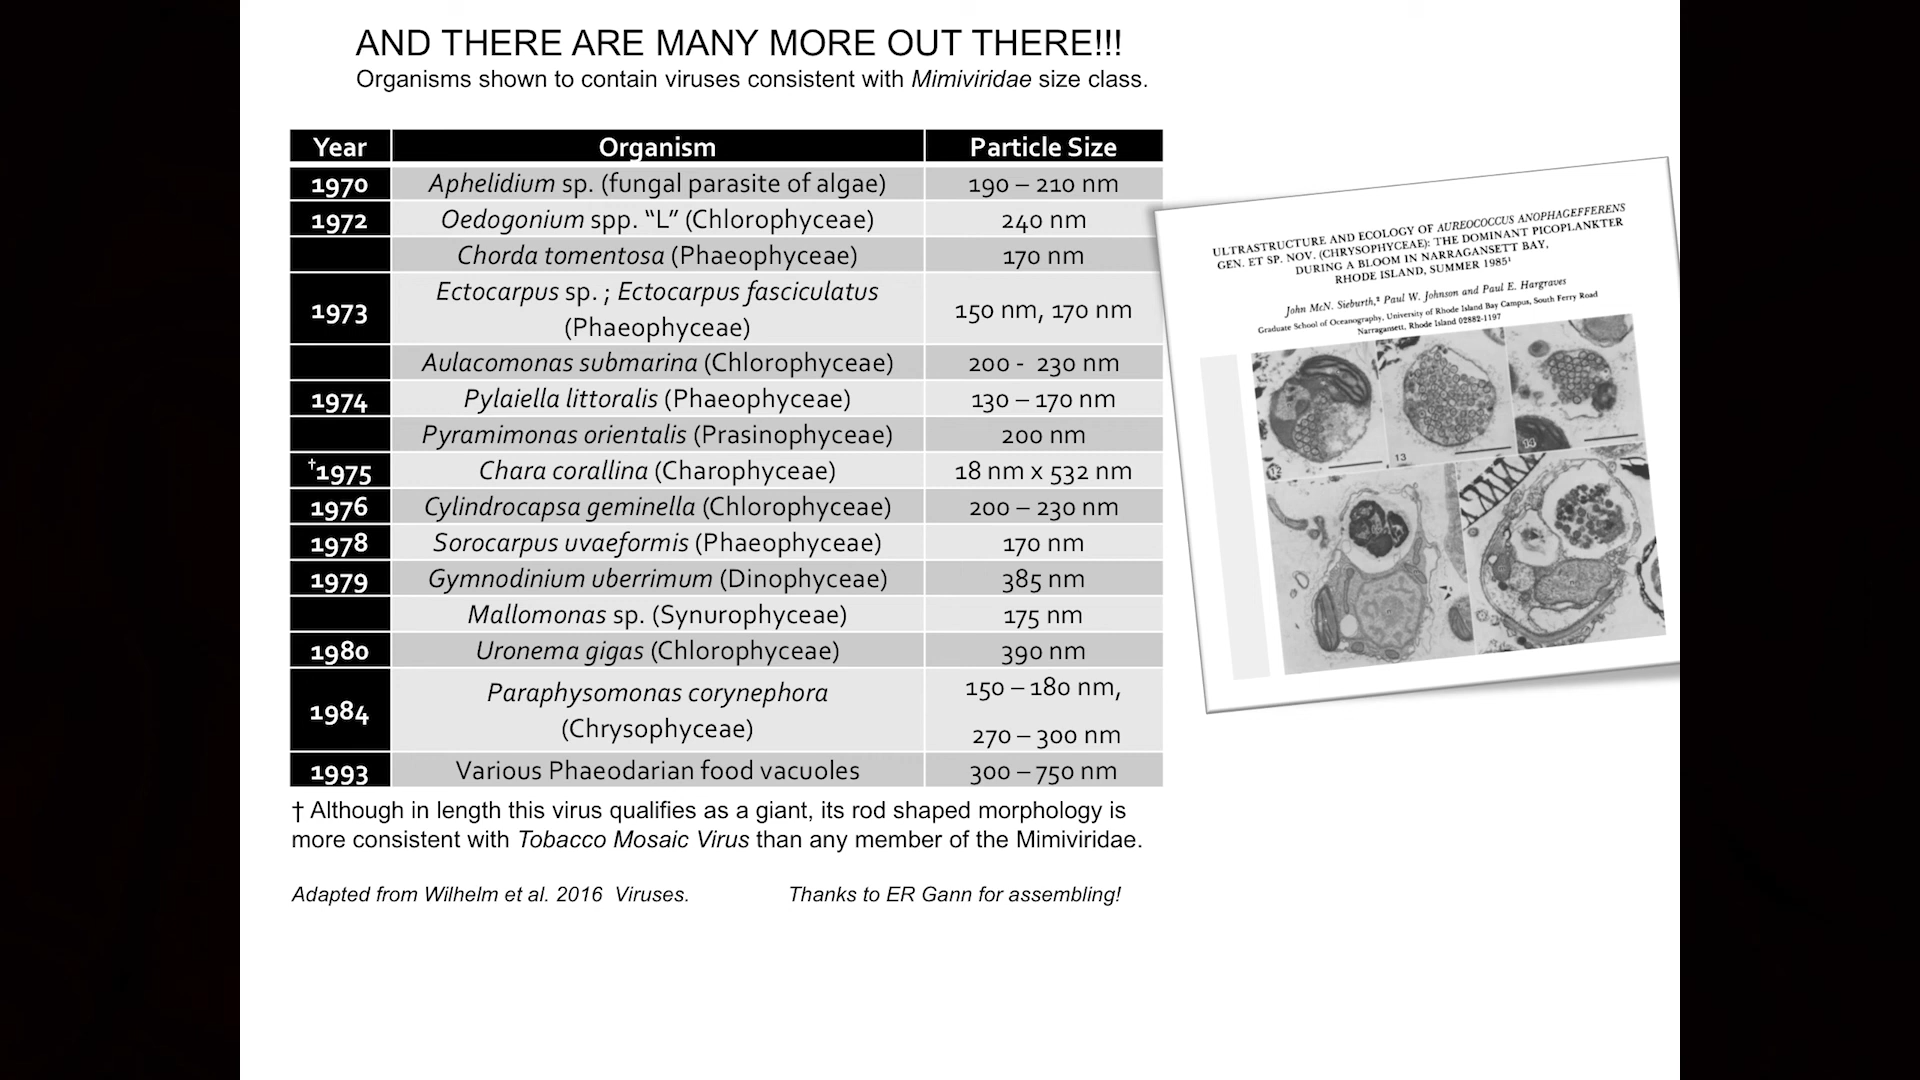 AND THERE ARE MANY MORE OUT THERE!!!
Organisms shown to contain viruses consistent with Mimiviridae size class.
Year Organism Particle Size
1970 Aphelidium sp. (fungal parasite of algae) 190 – 210 nm
1972 Oedogonium spp. “L” (Chlorophyceae) 240 nm
Chorda tomentosa (Phaeophyceae) 170 nm
1973 Ectocarpus sp. ; Ectocarpus fasciculatus
(Phaeophyceae) 150 nm, 170 nm
Aulacomonas submarina (Chlorophyceae) 200 - 230 nm
1974 Pylaiella littoralis (Phaeophyceae) 130 – 170 nm
Pyramimonas orientalis (Prasinophyceae) 200 nm
†1975 Chara corallina (Charophyceae) 18 nm x 532 nm
1976 Cylindrocapsa geminella (Chlorophyceae) 200 – 230 nm
1978 Sorocarpus uvaeformis (Phaeophyceae) 170 nm
1979 Gymnodinium uberrimum (Dinophyceae) 385 nm
Mallomonas sp. (Synurophyceae) 175 nm
1980 Uronema gigas (Chlorophyceae) 390 nm
1984 Paraphysomonas corynephora
(Chrysophyceae) 150 – 180 nm,
270 – 300 nm
1993 Various Phaeodarian food vacuoles 300 – 750 nm
† Although in length this virus qualifies as a giant, its rod shaped morphology is
more consistent with Tobacco Mosaic Virus than any member of the Mimiviridae.
Adapted from Wilhelm et al. 2016 Viruses. Thanks to ER Gann for assembling!
ULTRASTRUCTURE AND ECOLOGY OF AUREOCOCCUS ANOPHAGEFFERENS
GEN. ET SP. NOV. (CHRYSOPHYCEAE): THE DOMINANT PICOPLANKTER
DURING A BLOOM IN NARRAGANSETT BAY,
RHODE ISLAND, SUMMER 1985¹
John McN. Sieburth,² Paul W. Johnson and Paul E. Hargraves
Graduate School of Oceanography, University of Rhode Island Bay Campus, South Ferry Road
Narragansett, Rhode Island 02882-1197
13